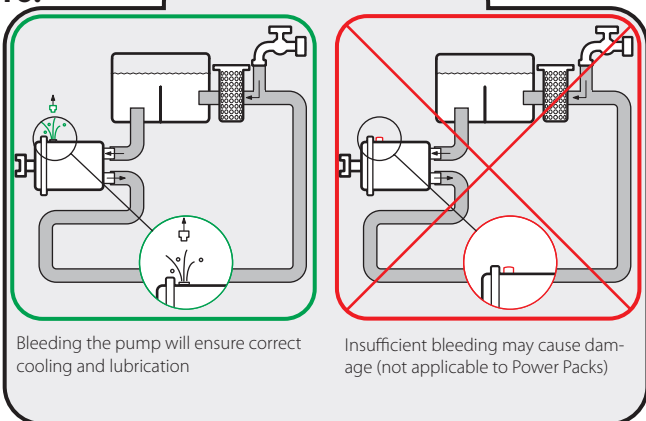 Bleeding the pump will ensure correct
cooling and lubrication
Insufficient bleeding may cause dam-
age (not applicable to Power Packs)